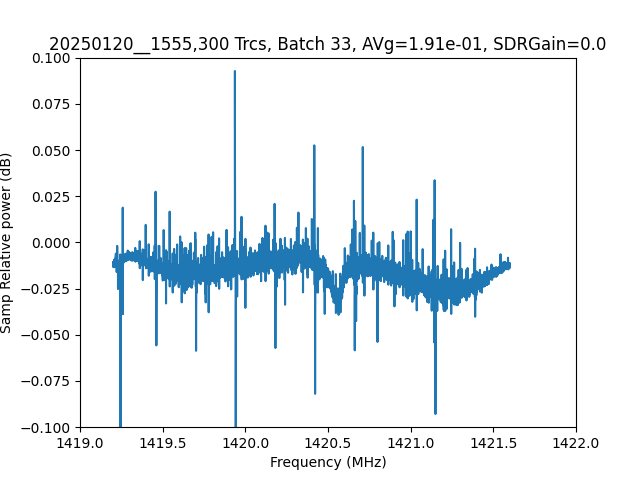 20250120__1555,300 Trcs, Batch 33, AVg=1.91e-01, SDRGain=0.0
0.100
0.075
0.050
0.025
0.000
−0.025
−0.050
−0.075
−0.100
Samp Relative power (dB)
1419.0 1419.5 1420.0 1420.5 1421.0 1421.5 1422.0
Frequency (MHz)